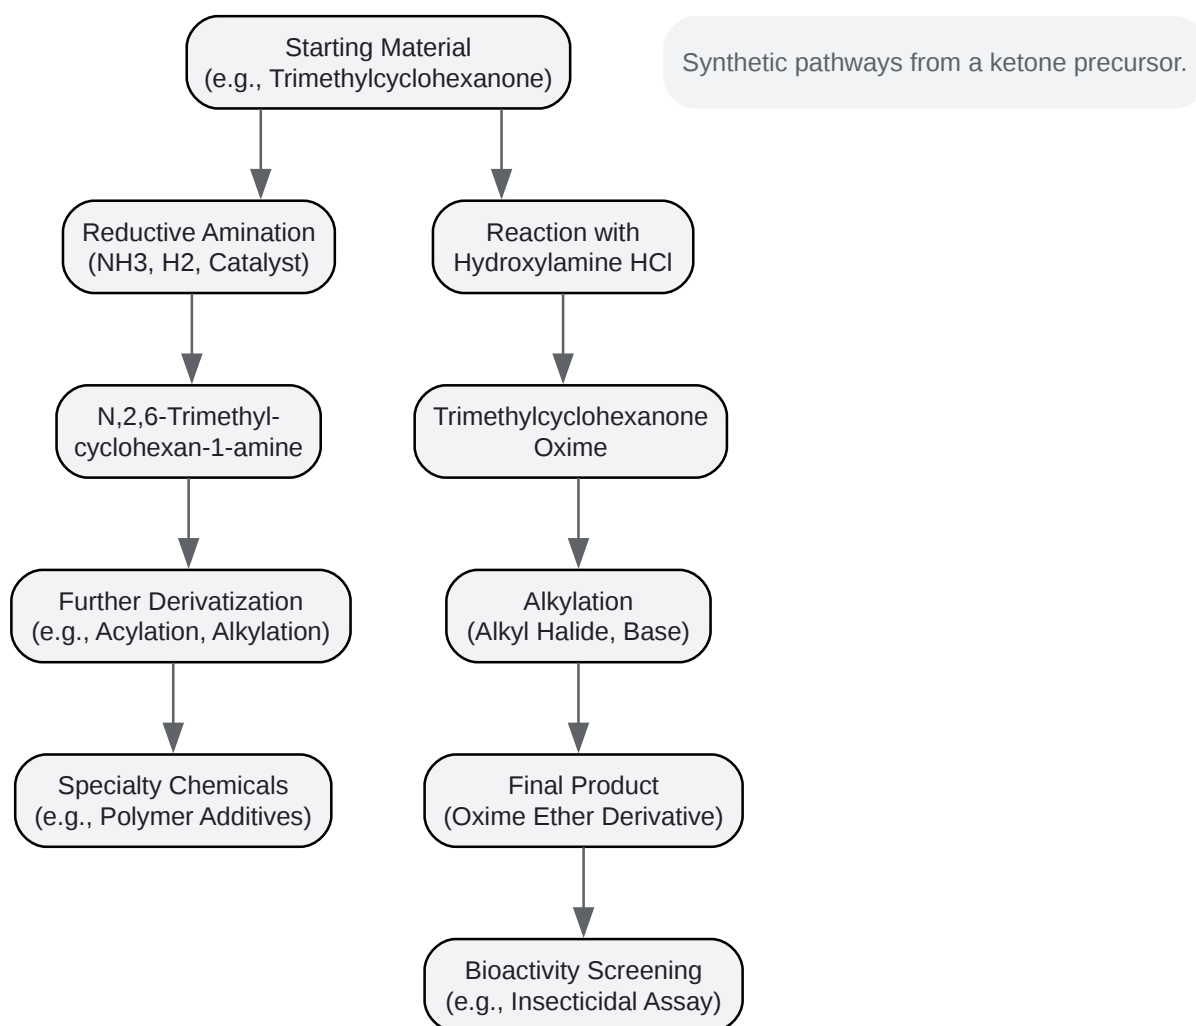 Starting Material
(e.g., Trimethylcyclohexanone)
Synthetic pathways from a ketone precursor.
Reductive Amination
(NH3, H2, Catalyst)
Reaction with
Hydroxylamine HCl
N,2,6-Trimethyl-
cyclohexan-1-amine
Trimethylcyclohexanone
Oxime
Further Derivatization
(e.g., Acylation, Alkylation)
Alkylation
(Alkyl Halide, Base)
Specialty Chemicals
(e.g., Polymer Additives)
Final Product
(Oxime Ether Derivative)
Bioactivity Screening
(e.g., Insecticidal Assay)